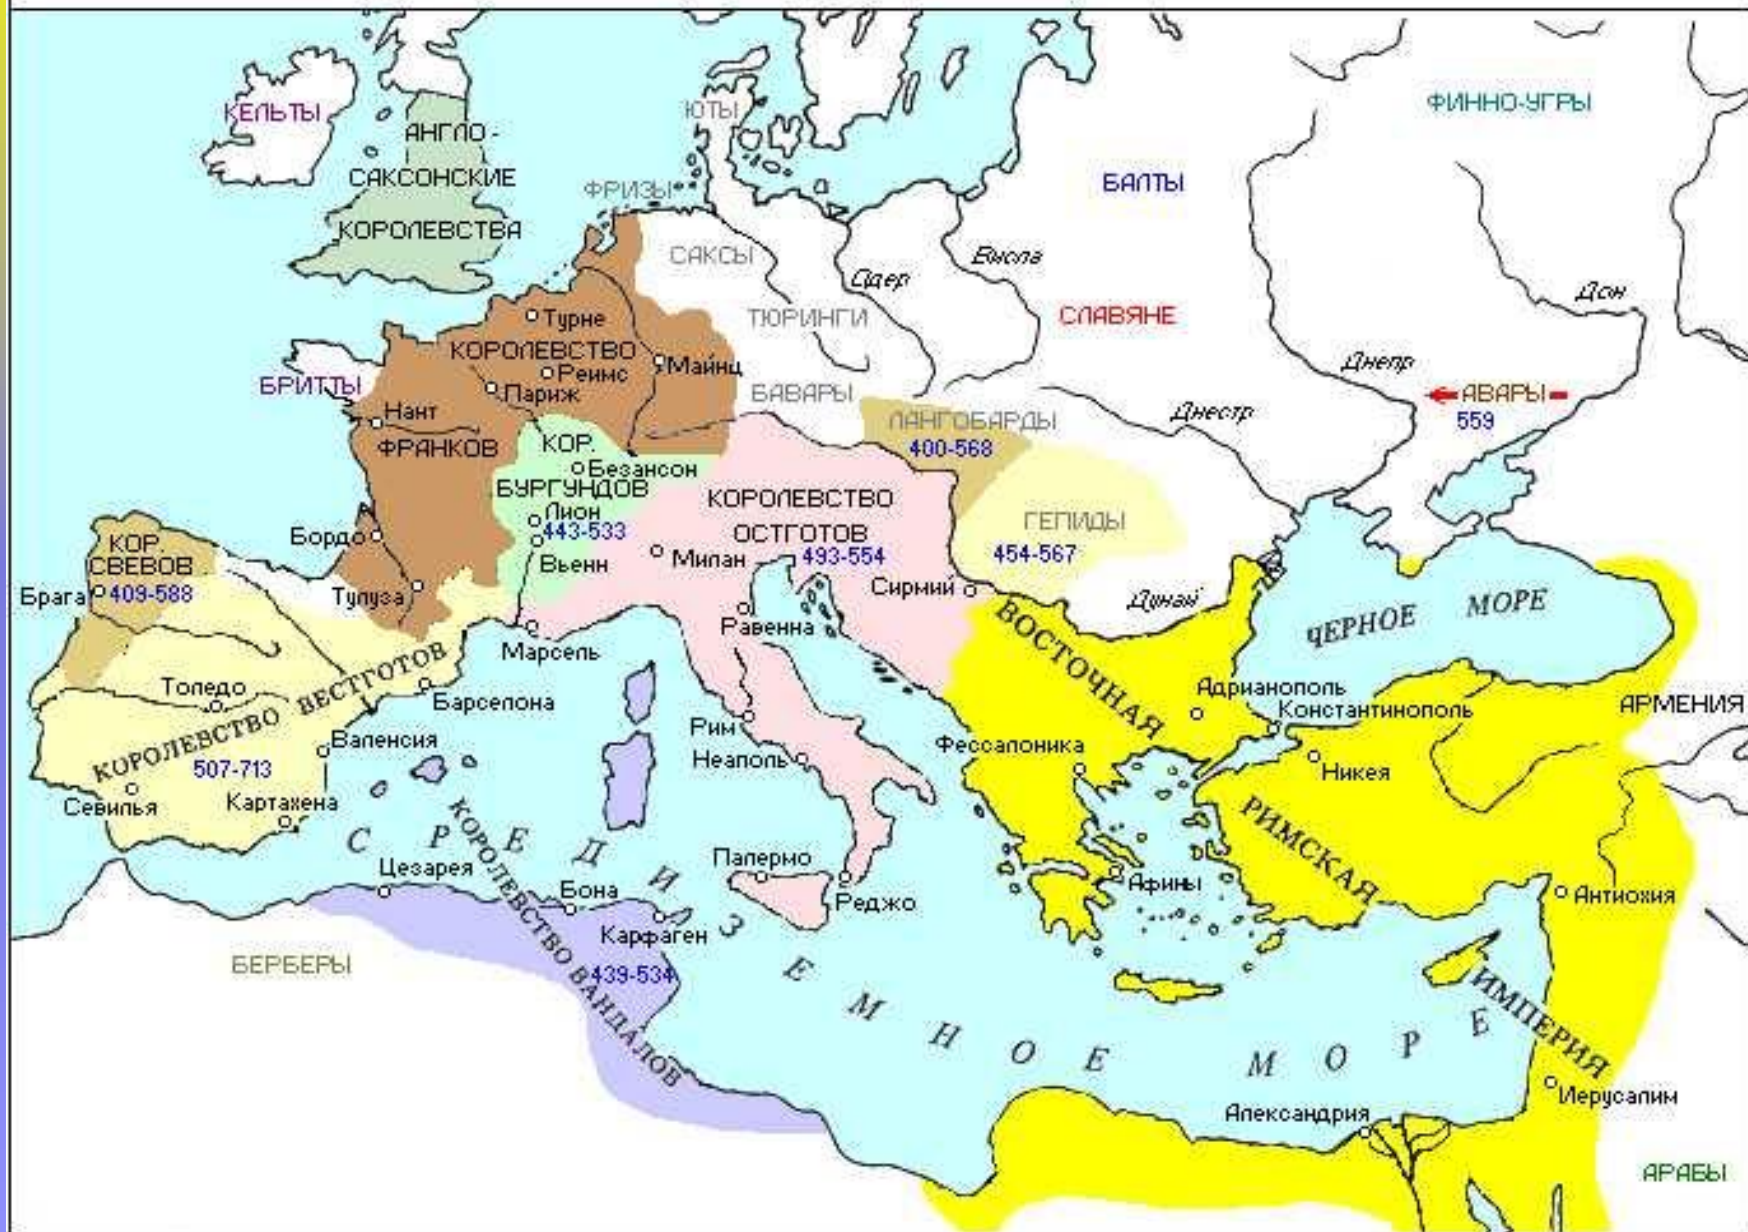 КЕЛЬТЫ
АНГЛО-
САКСОНСКИЕ
КОРОЛЕВСТВА
ЮТЫ
ФРИЗЫ
ФИННО-УГРЫ
БАЛТЫ
САКСЫ
Одер
Висла
Дон
ТЮРИНГИ
СЛАВЯНЕ
Турне
КОРОЛЕВСТВО
Реимс
Майнц
Париж
БРИТТЫ
Нант
ФРАНКОВ
БАВАРЫ
Днепр
АВАРЫ
559
Днестр
ЛАНГОБАРДЫ
400-568
КОР.
Безансон
БУРГУНДОВ
Лион
443-533
Вьенн
КОРОЛЕВСТВО
ОСТГОТОВ
493-554
Милан
ГЕПИДЫ
454-567
Сирмий
Дунай
Бордо
Тулуза
КОР.
СВЕВОВ
Брага
409-588
Равенна
Марсель
ЧЕРНОЕ МОРЕ
ВОСТОЧНАЯ
РИМСКАЯ
ИМПЕРИЯ
Толедо
Барселона
КОРОЛЕВСТВО ВЕСТГОТОВ
507-713
Валенсия
Севилья
Картахена
Рим
Неаполь
Адрианополь
Константинополь
АРМЕНИЯ
Фессалоника
Никея
СРЕДИЗЕМНОЕ МОРЕ
КОРОЛЕВСТВО ВАНДАЛОВ
Цезарея
Бона
Карфаген
439-534
Палермо
Реджо
Афины
Антиохия
БЕРБЕРЫ
Иерусалим
Александрия
АРАБЫ